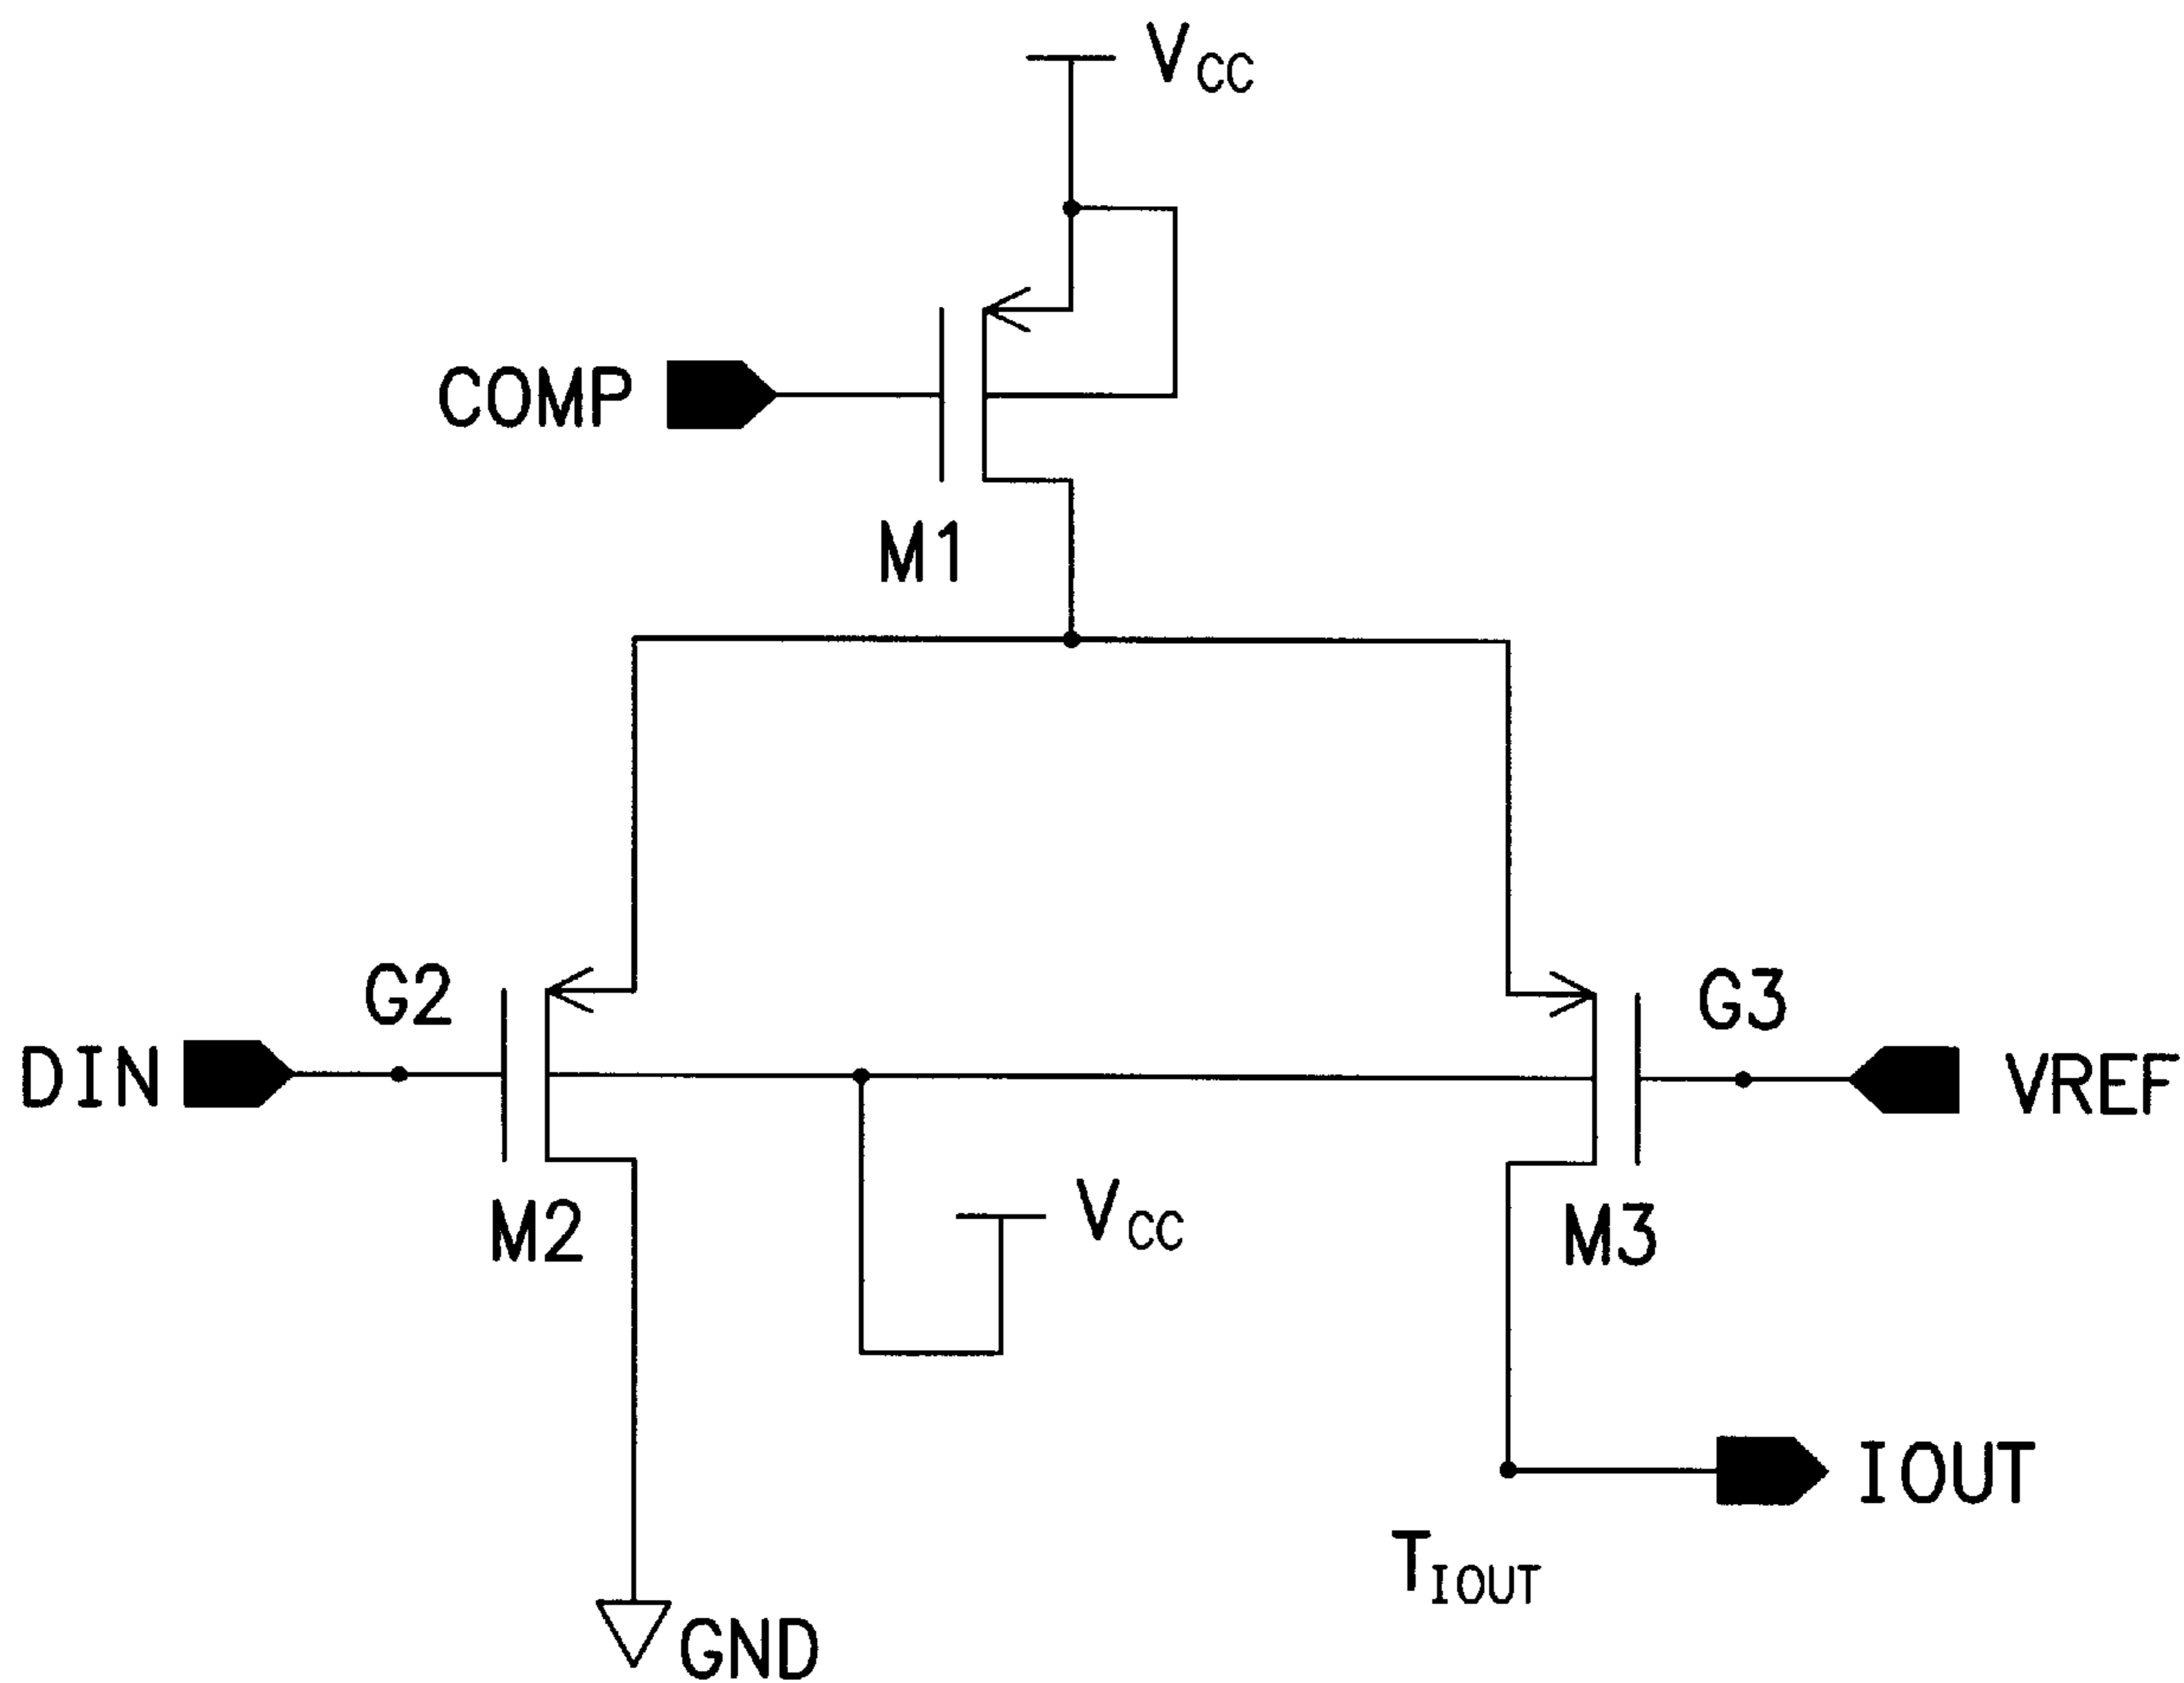 VCC
COMP
M1
G2
G3
DIN
VREF
M2
VCC
M3
IOUT
TIOUT
GND